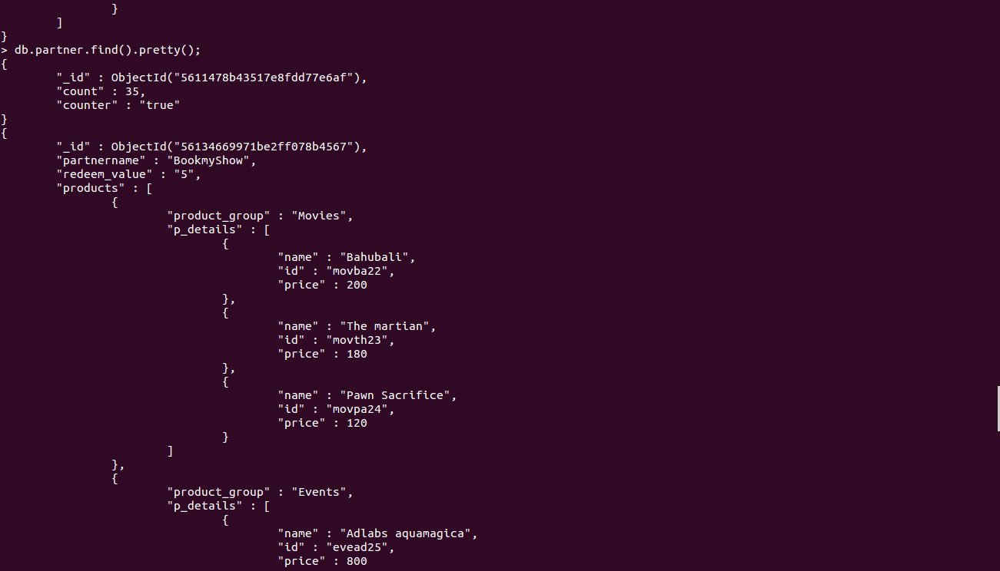 }
        ]
}
> db.partner.find().pretty();
{
        "_id" : ObjectId("5611478b43517e8fdd77e6af"),
        "count" : 35,
        "counter" : "true"
}
{
        "_id" : ObjectId("56134669971be2ff078b4567"),
        "partnername" : "BookmyShow",
        "redeem_value" : "5",
        "products" : [
                {
                        "product_group" : "Movies",
                        "p_details" : [
                                {
                                        "name" : "Bahubali",
                                        "id" : "movba22",
                                        "price" : 200
                                },
                                {
                                        "name" : "The martian",
                                        "id" : "movth23",
                                        "price" : 180
                                },
                                {
                                        "name" : "Pawn Sacrifice",
                                        "id" : "movpa24",
                                        "price" : 120
                                }
                        ]
                },
                {
                        "product_group" : "Events",
                        "p_details" : [
                                {
                                        "name" : "Adlabs aquamagica",
                                        "id" : "evead25",
                                        "price" : 800